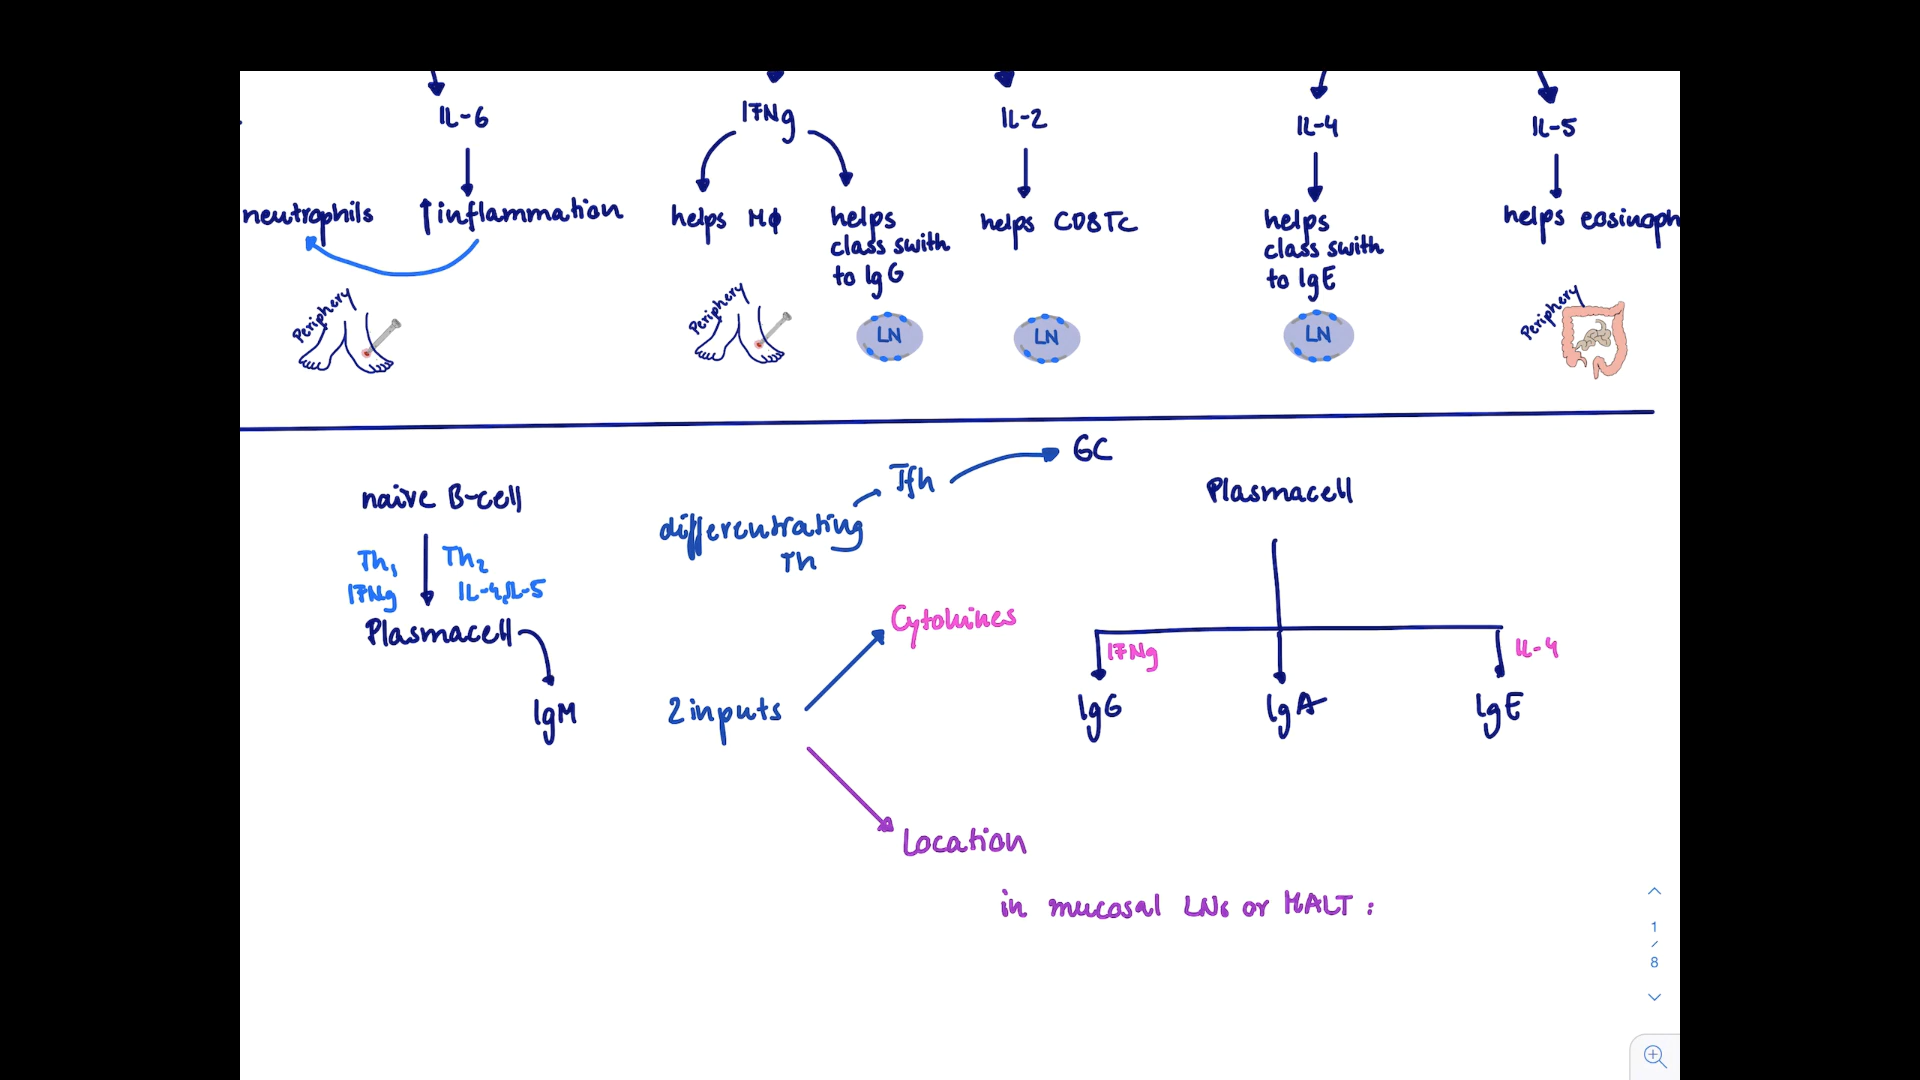 IL-6
IFNg
IL-2
IL-4
IL-5
neutrophils
↑inflammation
helps MΦ
helps
class swith
to IgG
helps CD8Tc
helps
class swith
to IgE
helps eosinoph
Periphery
Periphery
LN
LN
LN
Periphery
GC
Tfh
naive B-cell
differentrating
Th
Plasmacell
Th1
IFNg
Th2
IL-4,IL-5
Plasmacell
IgM
Cytokines
2 inputs
IFNg
IL-4
IgG
IgA
IgE
Location
in mucosal LNs or MALT :
1
/
8